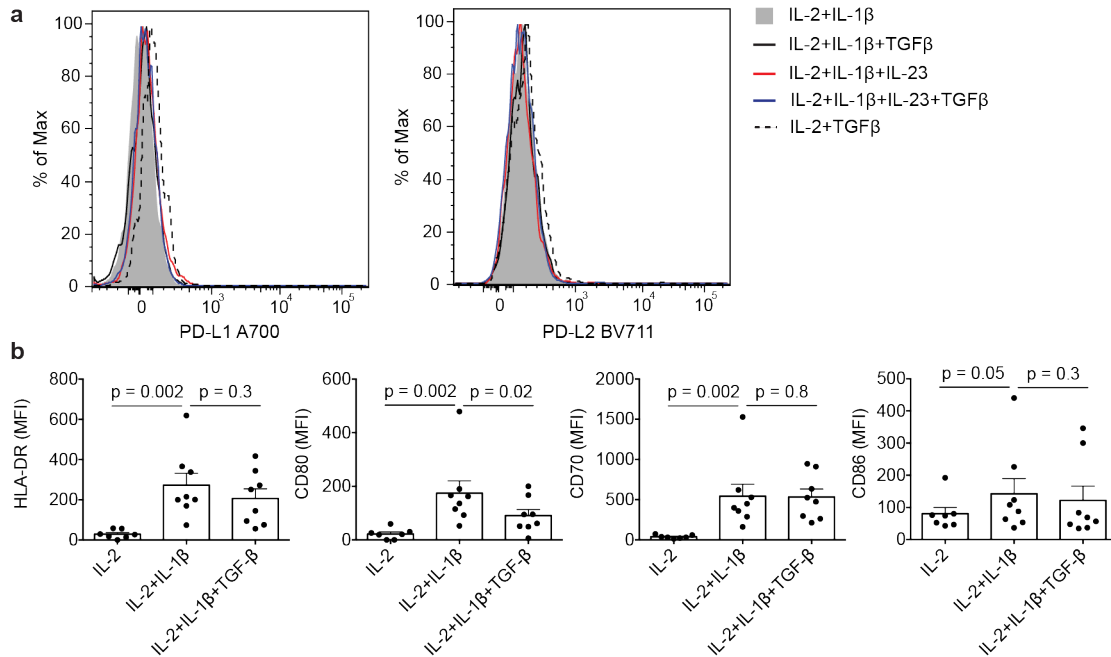 a
% of Max
100
80
60
40
20
0
0
10³
10⁴
10⁵
PD-L1 A700
% of Max
100
80
60
40
20
0
0
10³
10⁴
10⁵
PD-L2 BV711
IL-2+IL-1β
IL-2+IL-1β+TGFβ
IL-2+IL-1β+IL-23
IL-2+IL-1β+IL-23+TGFβ
IL-2+TGFβ
b
HLA-DR (MFI)
800
600
400
200
0
p = 0.002
p = 0.3
IL-2
IL-2+IL-1β
IL-2+IL-1β+TGF-β
CD80 (MFI)
600
400
200
0
p = 0.002
p = 0.02
IL-2
IL-2+IL-1β
IL-2+IL-1β+TGF-β
CD70 (MFI)
2000
1500
1000
500
0
p = 0.002
p = 0.8
IL-2
IL-2+IL-1β
IL-2+IL-1β+TGF-β
CD86 (MFI)
500
400
300
200
100
0
p = 0.05
p = 0.3
IL-2
IL-2+IL-1β
IL-2+IL-1β+TGF-β